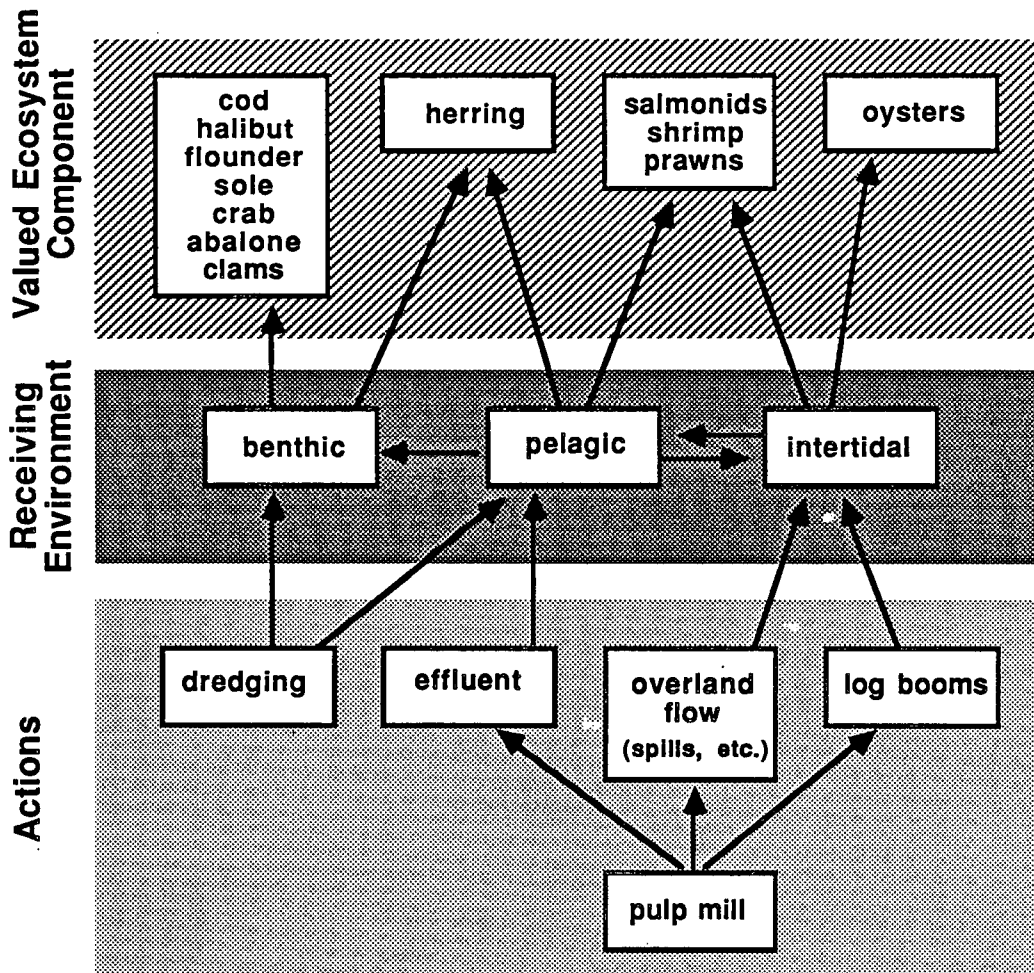 Valued Ecosystem
Component
cod
halibut
flounder
sole
crab
abalone
clams
herring
salmonids
shrimp
prawns
oysters
Receiving
Environment
benthic
pelagic
intertidal
Actions
dredging
effluent
overland
flow
(spills, etc.)
log booms
pulp mill